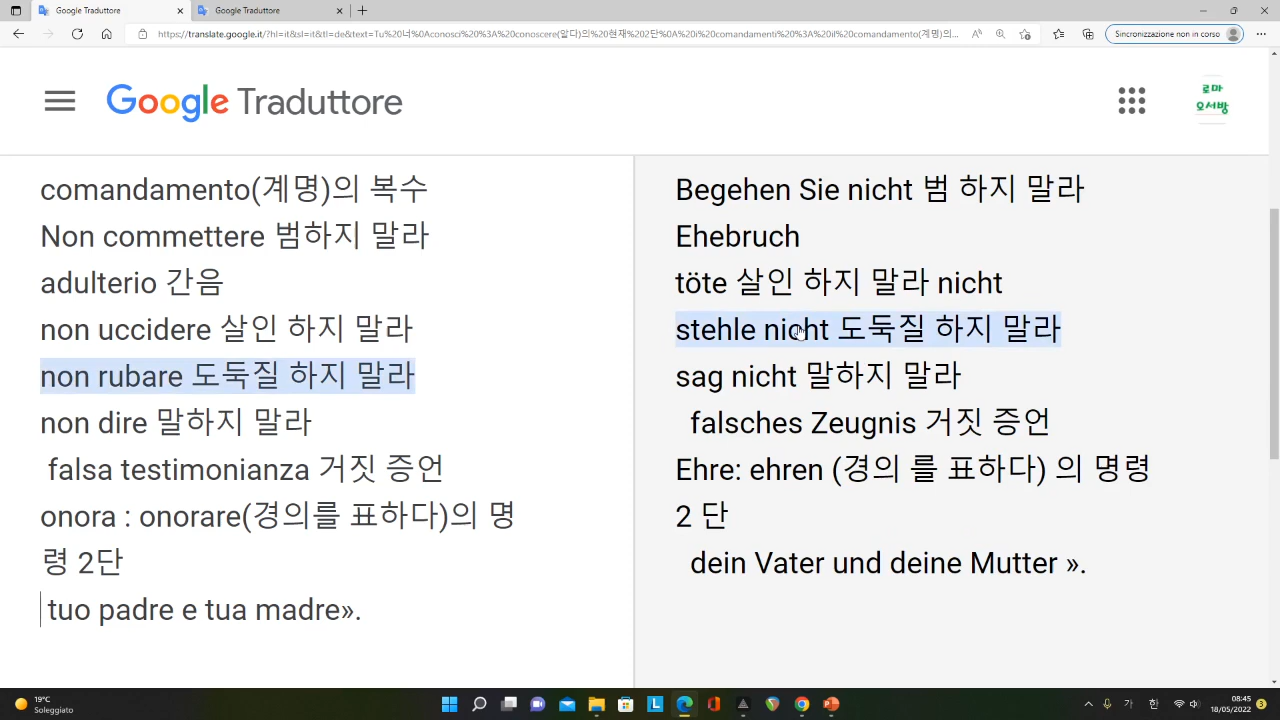 Google Traduttore
Google Traduttore
https://translate.google.it/?hl=it&sl=it&tl=de&text=Tu%20너%0Aconosci%20%3A%20conoscere(알다)의%20현재%202단%0A%20i%20comandamenti%20%3A%20il%20comandamento(계명)의...
Sincronizzazione non in corso
Google Traduttore
로마
오서방
comandamento(계명)의 복수
Non commettere 범하지 말라
adulterio 간음
non uccidere 살인 하지 말라
non rubare 도둑질 하지 말라
non dire 말하지 말라
falsa testimonianza 거짓 증언
onora : onorare(경의를 표하다)의 명
령 2단
tuo padre e tua madre».
Begehen Sie nicht 범 하지 말라
Ehebruch
töte 살인 하지 말라 nicht
stehle nicht 도둑질 하지 말라
sag nicht 말하지 말라
falsches Zeugnis 거짓 증언
Ehre: ehren (경의 를 표하다) 의 명령
2 단
dein Vater und deine Mutter ».
19°C
Soleggiato
가 한
08:45
18/05/2022